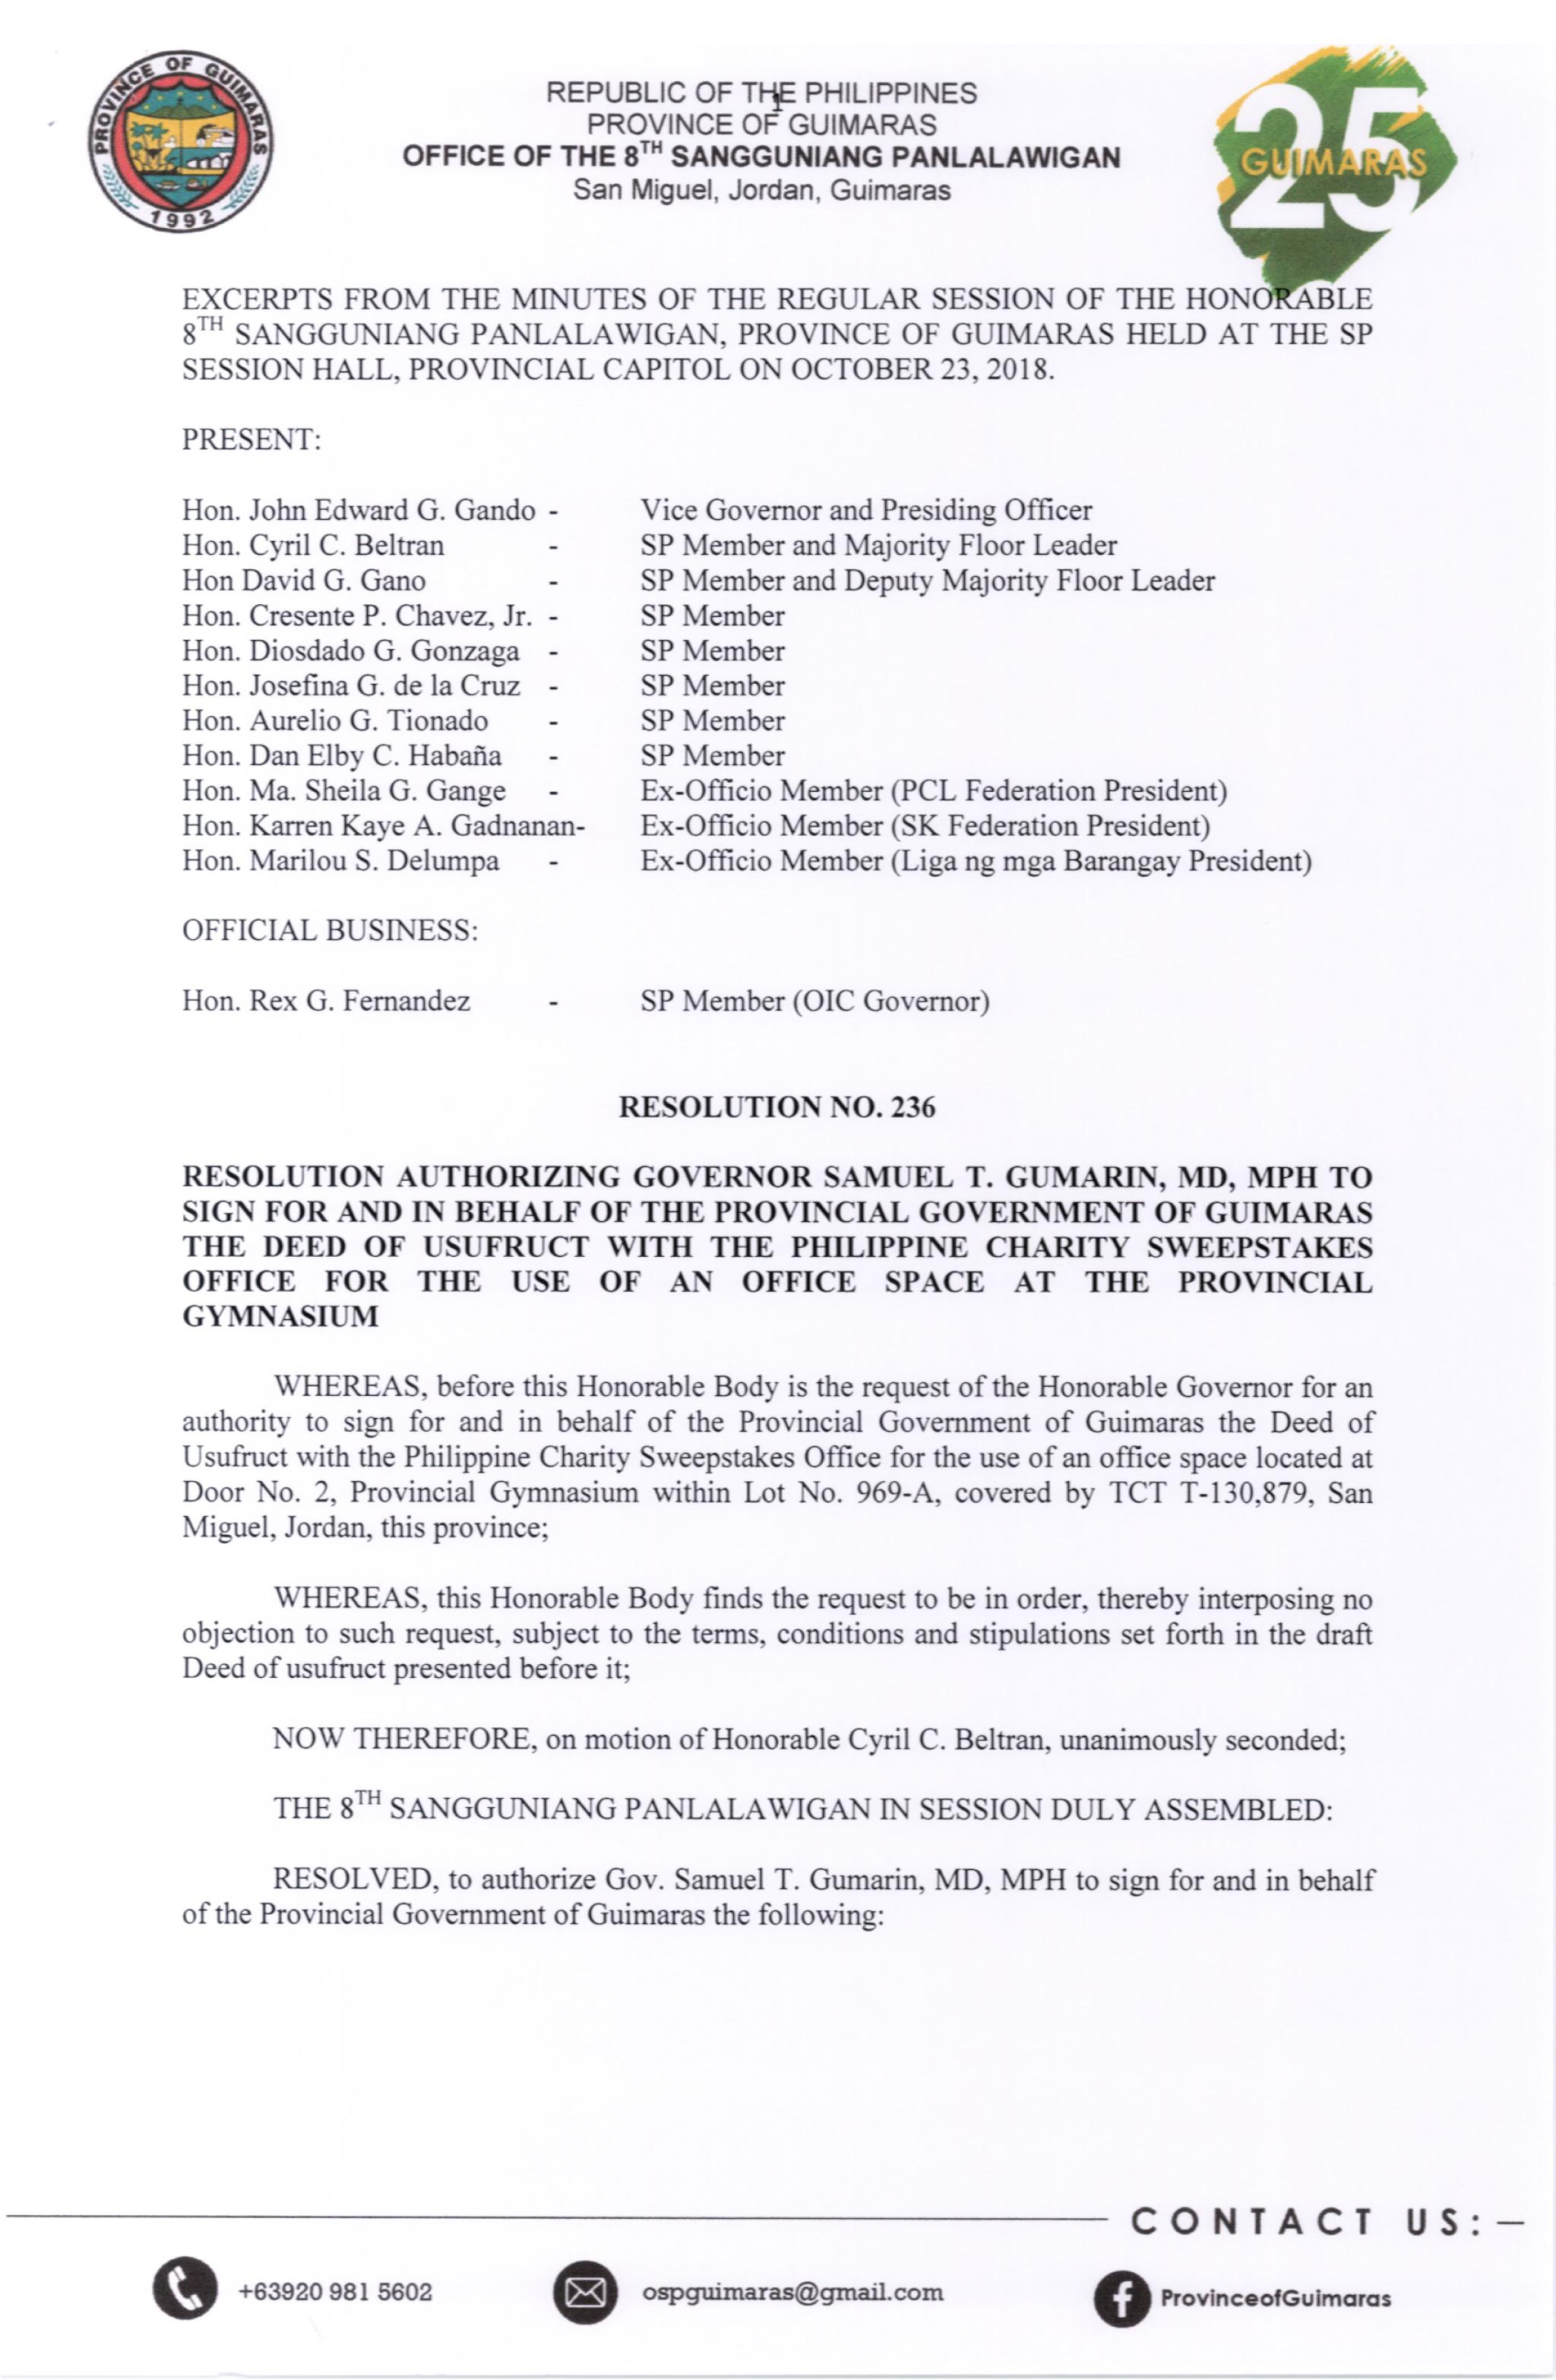 PROVINCE OF GUIMARAS
1992
REPUBLIC OF THE PHILIPPINES
1
PROVINCE OF GUIMARAS
OFFICE OF THE 8TH SANGGUNIANG PANLALAWIGAN
San Miguel, Jordan, Guimaras
25
GUIMARAS
EXCERPTS FROM THE MINUTES OF THE REGULAR SESSION OF THE HONORABLE
8TH SANGGUNIANG PANLALAWIGAN, PROVINCE OF GUIMARAS HELD AT THE SP
SESSION HALL, PROVINCIAL CAPITOL ON OCTOBER 23, 2018.
PRESENT:
Hon. John Edward G. Gando - Vice Governor and Presiding Officer
Hon. Cyril C. Beltran - SP Member and Majority Floor Leader
Hon David G. Gano - SP Member and Deputy Majority Floor Leader
Hon. Cresente P. Chavez, Jr. - SP Member
Hon. Diosdado G. Gonzaga - SP Member
Hon. Josefina G. de la Cruz - SP Member
Hon. Aurelio G. Tionado - SP Member
Hon. Dan Elby C. Habaña - SP Member
Hon. Ma. Sheila G. Gange - Ex-Officio Member (PCL Federation President)
Hon. Karren Kaye A. Gadnanan- Ex-Officio Member (SK Federation President)
Hon. Marilou S. Delumpa - Ex-Officio Member (Liga ng mga Barangay President)
OFFICIAL BUSINESS:
Hon. Rex G. Fernandez - SP Member (OIC Governor)
RESOLUTION NO. 236
RESOLUTION AUTHORIZING GOVERNOR SAMUEL T. GUMARIN, MD, MPH TO
SIGN FOR AND IN BEHALF OF THE PROVINCIAL GOVERNMENT OF GUIMARAS
THE DEED OF USUFRUCT WITH THE PHILIPPINE CHARITY SWEEPSTAKES
OFFICE FOR THE USE OF AN OFFICE SPACE AT THE PROVINCIAL
GYMNASIUM
WHEREAS, before this Honorable Body is the request of the Honorable Governor for an
authority to sign for and in behalf of the Provincial Government of Guimaras the Deed of
Usufruct with the Philippine Charity Sweepstakes Office for the use of an office space located at
Door No. 2, Provincial Gymnasium within Lot No. 969-A, covered by TCT T-130,879, San
Miguel, Jordan, this province;
WHEREAS, this Honorable Body finds the request to be in order, thereby interposing no
objection to such request, subject to the terms, conditions and stipulations set forth in the draft
Deed of usufruct presented before it;
NOW THEREFORE, on motion of Honorable Cyril C. Beltran, unanimously seconded;
THE 8TH SANGGUNIANG PANLALAWIGAN IN SESSION DULY ASSEMBLED:
RESOLVED, to authorize Gov. Samuel T. Gumarin, MD, MPH to sign for and in behalf
of the Provincial Government of Guimaras the following:
CONTACT US:
+63920 981 5602
ospguimaras@gmail.com
ProvinceofGuimaras